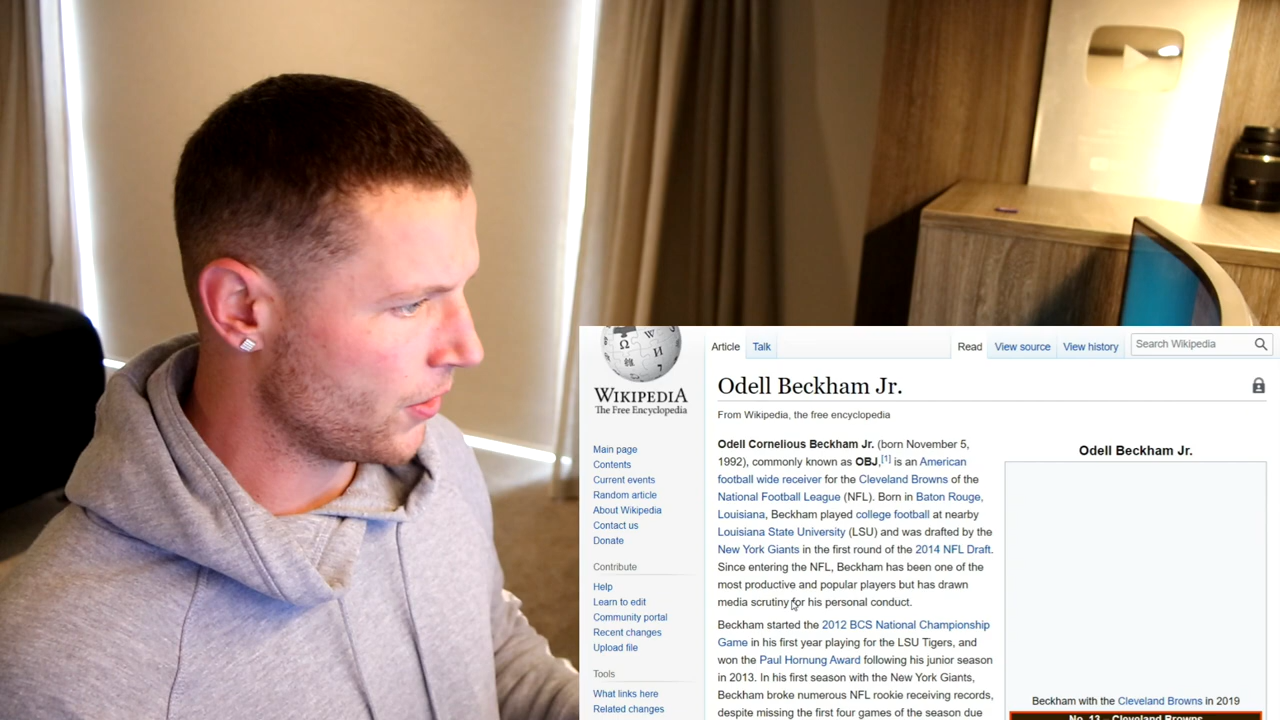 Article
Talk
Read
View source
View history
Search Wikipedia
WIKIPEDIA
The Free Encyclopedia
Main page
Contents
Current events
Random article
About Wikipedia
Contact us
Donate
Contribute
Help
Learn to edit
Community portal
Recent changes
Upload file
Tools
What links here
Related changes
Odell Beckham Jr.
From Wikipedia, the free encyclopedia
Odell Cornelious Beckham Jr. (born November 5,
1992), commonly known as OBJ,[1] is an American
football wide receiver for the Cleveland Browns of the
National Football League (NFL). Born in Baton Rouge,
Louisiana, Beckham played college football at nearby
Louisiana State University (LSU) and was drafted by the
New York Giants in the first round of the 2014 NFL Draft.
Since entering the NFL, Beckham has been one of the
most productive and popular players but has drawn
media scrutiny for his personal conduct.
Beckham started the 2012 BCS National Championship
Game in his first year playing for the LSU Tigers, and
won the Paul Hornung Award following his junior season
in 2013. In his first season with the New York Giants,
Beckham broke numerous NFL rookie receiving records,
despite missing the first four games of the season due
Odell Beckham Jr.
Beckham with the Cleveland Browns in 2019
No. 13 – Cleveland Browns